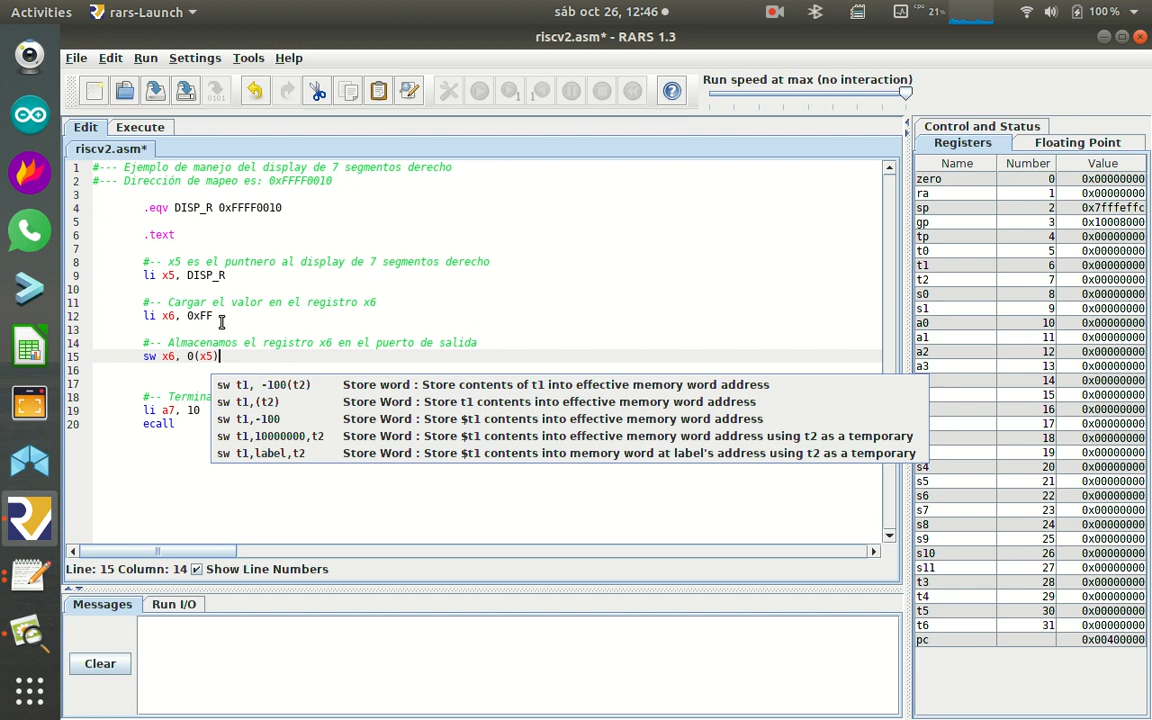 Activities rars-Launch sáb oct 26, 12:46 cpu 21% 100 %
riscv2.asm* - RARS 1.3
File Edit Run Settings Tools Help
Run speed at max (no interaction)
Edit Execute
riscv2.asm*
1 #--- Ejemplo de manejo del display de 7 segmentos derecho
2 #--- Dirección de mapeo es: 0xFFFF0010
3
4 .eqv DISP_R 0xFFFF0010
5
6 .text
7
8 #-- x5 es el puntnero al display de 7 segmentos derecho
9 li x5, DISP_R
10
11 #-- Cargar el valor en el registro x6
12 li x6, 0xFF
13
14 #-- Almacenamos el registro x6 en el puerto de salida
15 sw x6, 0(x5)
16
17
18 #-- Termina
19 li a7, 10
20 ecall
sw t1, -100(t2) Store word : Store contents of t1 into effective memory word address
sw t1,(t2) Store Word : Store t1 contents into effective memory word address
sw t1,-100 Store Word : Store $t1 contents into effective memory word address
sw t1,10000000,t2 Store Word : Store $t1 contents into effective memory word address using t2 as a temporary
sw t1,label,t2 Store Word : Store $t1 contents into memory word at label's address using t2 as a temporary
Line: 15 Column: 14 Show Line Numbers
Messages Run I/O
Clear
Control and Status
Registers Floating Point
Name Number Value
zero 0 0x00000000
ra 1 0x00000000
sp 2 0x7fffeffc
gp 3 0x10008000
tp 4 0x00000000
t0 5 0x00000000
t1 6 0x00000000
t2 7 0x00000000
s0 8 0x00000000
s1 9 0x00000000
a0 10 0x00000000
a1 11 0x00000000
a2 12 0x00000000
a3 13 0x00000000
14 0x00000000
15 0x00000000
16 0x00000000
17 0x00000000
18 0x00000000
19 0x00000000
s4 20 0x00000000
s5 21 0x00000000
s6 22 0x00000000
s7 23 0x00000000
s8 24 0x00000000
s9 25 0x00000000
s10 26 0x00000000
s11 27 0x00000000
t3 28 0x00000000
t4 29 0x00000000
t5 30 0x00000000
t6 31 0x00000000
pc 0x00400000